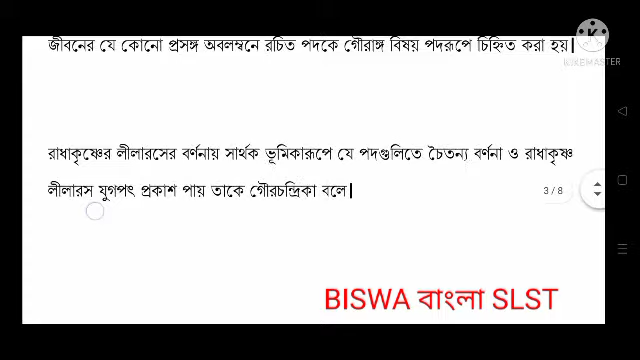 জীবনের যে কোনো প্রসঙ্গ অবলম্বনে রচিত পদকে গৌরাঙ্গ বিষয় পদরূপে চিহ্নিত করা হয়|
KINEMASTER
রাধাকৃষ্ণের লীলারসের বর্ণনায় সার্থক ভূমিকারূপে যে পদগুলিতে চৈতন্য বর্ণনা ও রাধাকৃষ্ণ
লীলারস যুগপৎ প্রকাশ পায় তাকে গৌরচন্দ্রিকা বলে|
3 / 8
BISWA বাংলা SLST